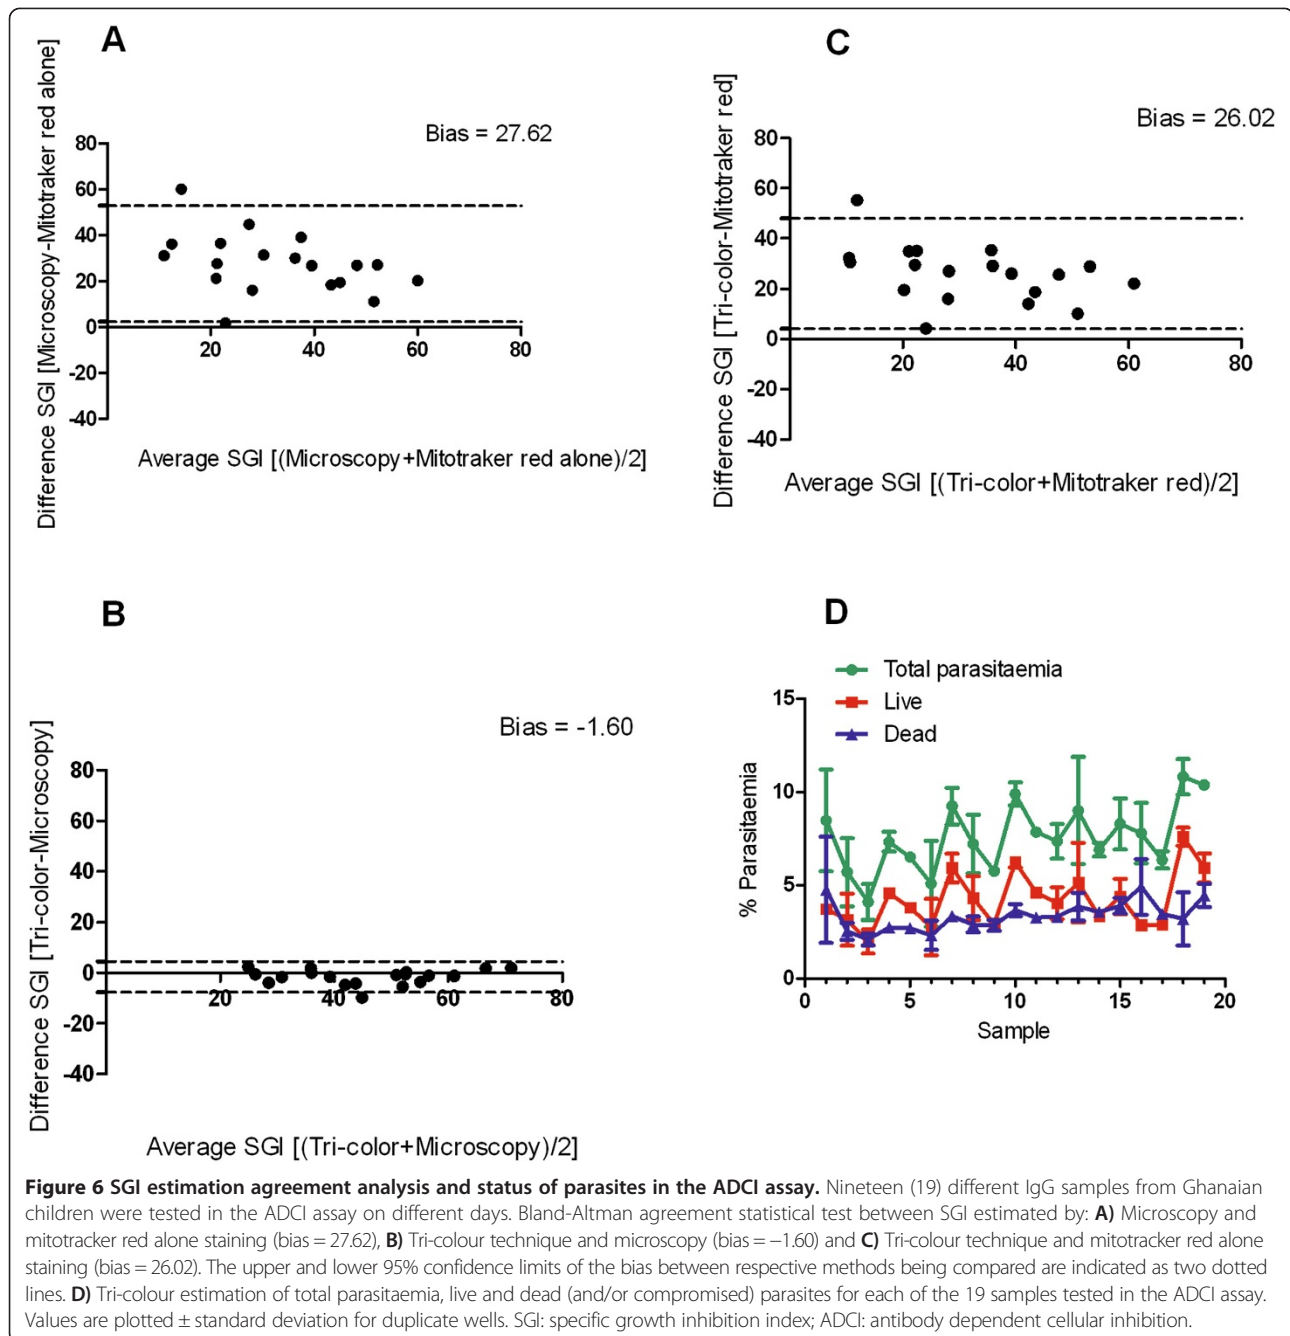 A
Bias = 27.62
Difference SGI [Microscopy-Mitotraker red alone]
80
60
40
20
0
-20
-40
20
40
60
80
Average SGI [(Microscopy+Mitotraker red alone)/2]
C
Bias = 26.02
Difference SGI [Tri-color-Mitotraker red]
80
60
40
20
0
-20
-40
20
40
60
80
Average SGI [(Tri-color+Mitotraker red)/2]
B
Bias = -1.60
Difference SGI [Tri-color-Microscopy]
80
60
40
20
0
-20
-40
20
40
60
80
Average SGI [(Tri-color+Microscopy)/2]
D
Total parasitaemia
Live
Dead
% Parasitaemia
15
10
5
0
0
5
10
15
20
Sample
Figure 6 SGI estimation agreement analysis and status of parasites in the ADCI assay. Nineteen (19) different IgG samples from Ghanaian
children were tested in the ADCI assay on different days. Bland-Altman agreement statistical test between SGI estimated by: A) Microscopy and
mitotracker red alone staining (bias = 27.62), B) Tri-colour technique and microscopy (bias = −1.60) and C) Tri-colour technique and mitotracker red alone
staining (bias = 26.02). The upper and lower 95% confidence limits of the bias between respective methods being compared are indicated as two dotted
lines. D) Tri-colour estimation of total parasitaemia, live and dead (and/or compromised) parasites for each of the 19 samples tested in the ADCI assay.
Values are plotted ± standard deviation for duplicate wells. SGI: specific growth inhibition index; ADCI: antibody dependent cellular inhibition.